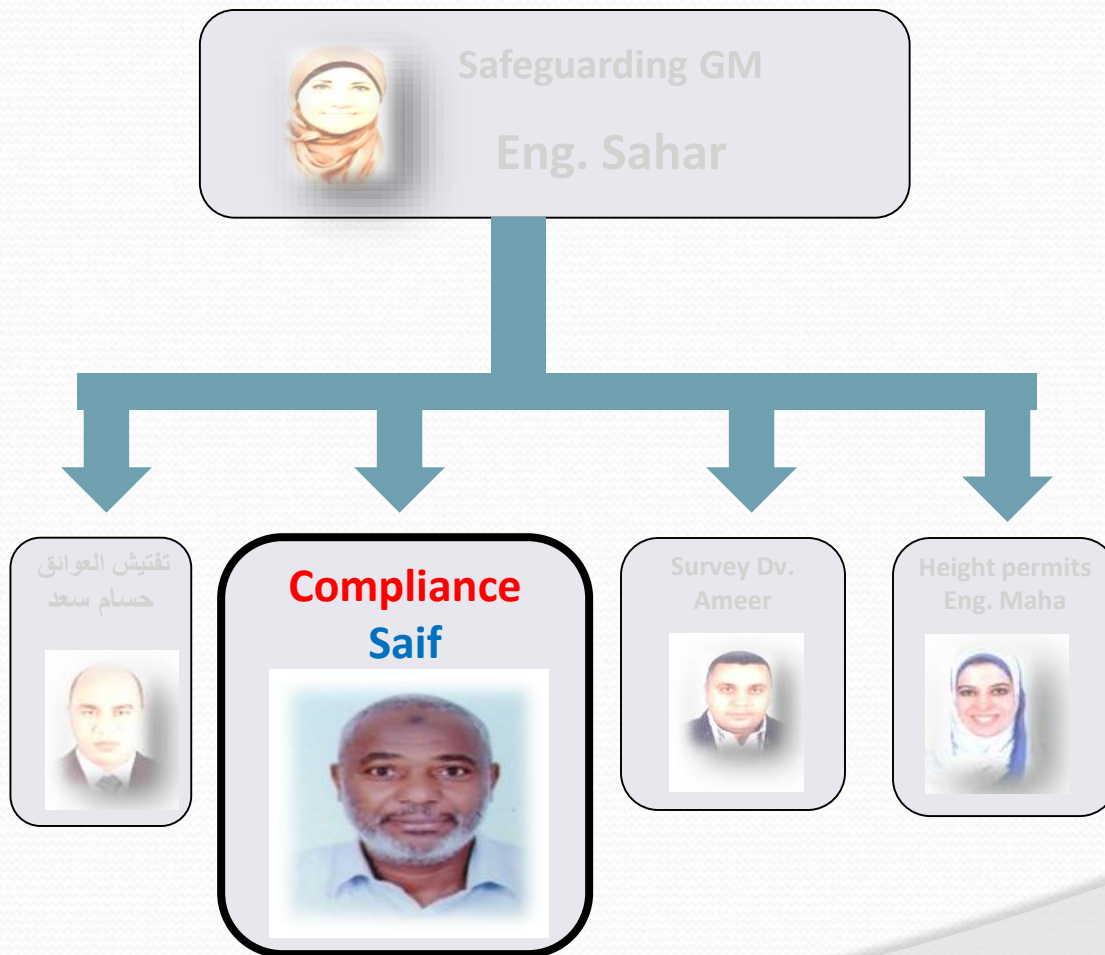 Safeguarding GM
Eng. Sahar
تفتيش العوائق
حسام سعد
Compliance
Saif
Survey Dv.
Ameer
Height permits
Eng. Maha